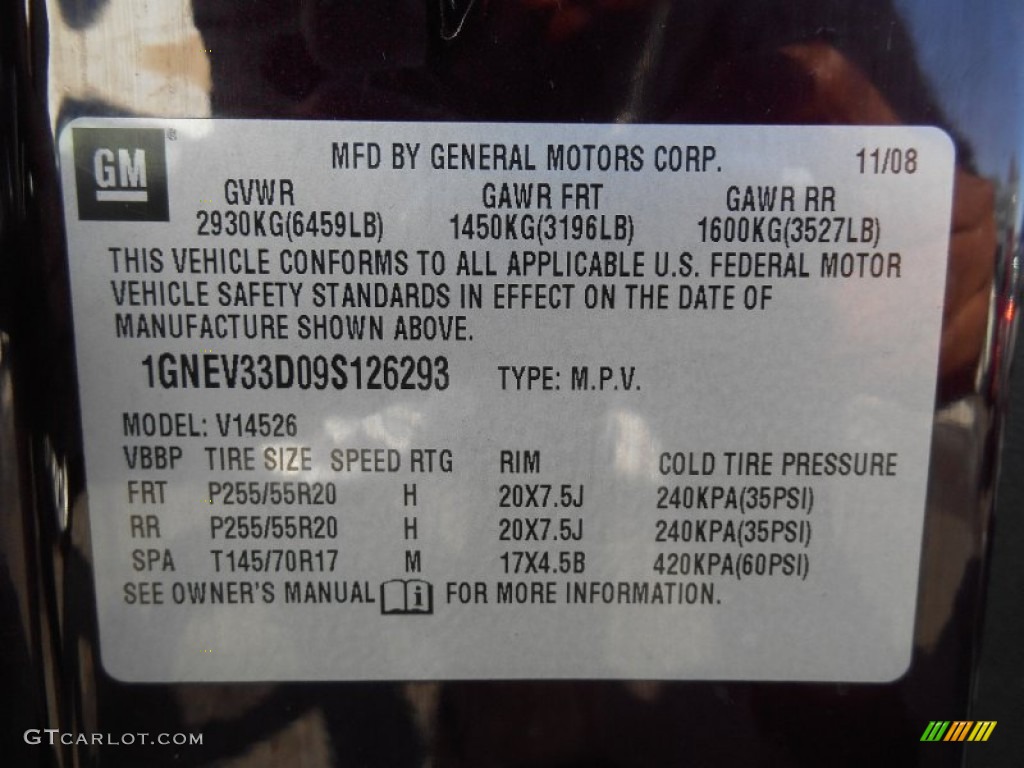 GM ®
MFD BY GENERAL MOTORS CORP. 11/08
GVWR GAWR FRT GAWR RR
2930KG(6459LB) 1450KG(3196LB) 1600KG(3527LB)
THIS VEHICLE CONFORMS TO ALL APPLICABLE U.S. FEDERAL MOTOR
VEHICLE SAFETY STANDARDS IN EFFECT ON THE DATE OF
MANUFACTURE SHOWN ABOVE.
1GNEV33D09S126293 TYPE: M.P.V.
MODEL: V14526
VBBP TIRE SIZE SPEED RTG RIM COLD TIRE PRESSURE
FRT P255/55R20 H 20X7.5J 240KPA(35PSI)
RR P255/55R20 H 20X7.5J 240KPA(35PSI)
SPA T145/70R17 M 17X4.5B 420KPA(60PSI)
SEE OWNER'S MANUAL i FOR MORE INFORMATION.
GTCARLOT.COM